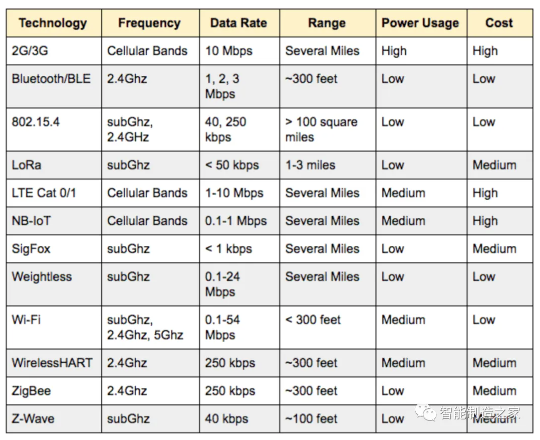 Technology Frequency Data Rate Range Power Usage Cost
2G/3G Cellular Bands 10 Mbps Several Miles High High
Bluetooth/BLE 2.4Ghz 1, 2, 3 ~300 feet Low Low
Mbps
802.15.4 subGhz, 40, 250 > 100 square Low Low
2.4GHz kbps miles
LoRa subGhz < 50 kbps 1-3 miles Low Medium
LTE Cat 0/1 Cellular Bands 1-10 Mbps Several Miles Medium High
NB-IoT Cellular Bands 0.1-1 Mbps Several Miles Medium High
SigFox subGhz < 1 kbps Several Miles Low Medium
Weightless subGhz 0.1-24 Several Miles Low Low
Mbps
Wi-Fi subGhz, 0.1-54 < 300 feet Medium Low
2.4Ghz, 5Ghz Mbps
WirelessHART 2.4Ghz 250 kbps ~300 feet Medium Medium
ZigBee 2.4Ghz 250 kbps ~300 feet Low Medium
Z-Wave subGhz 40 kbps ~100 feet Low Medium
智能制造之家